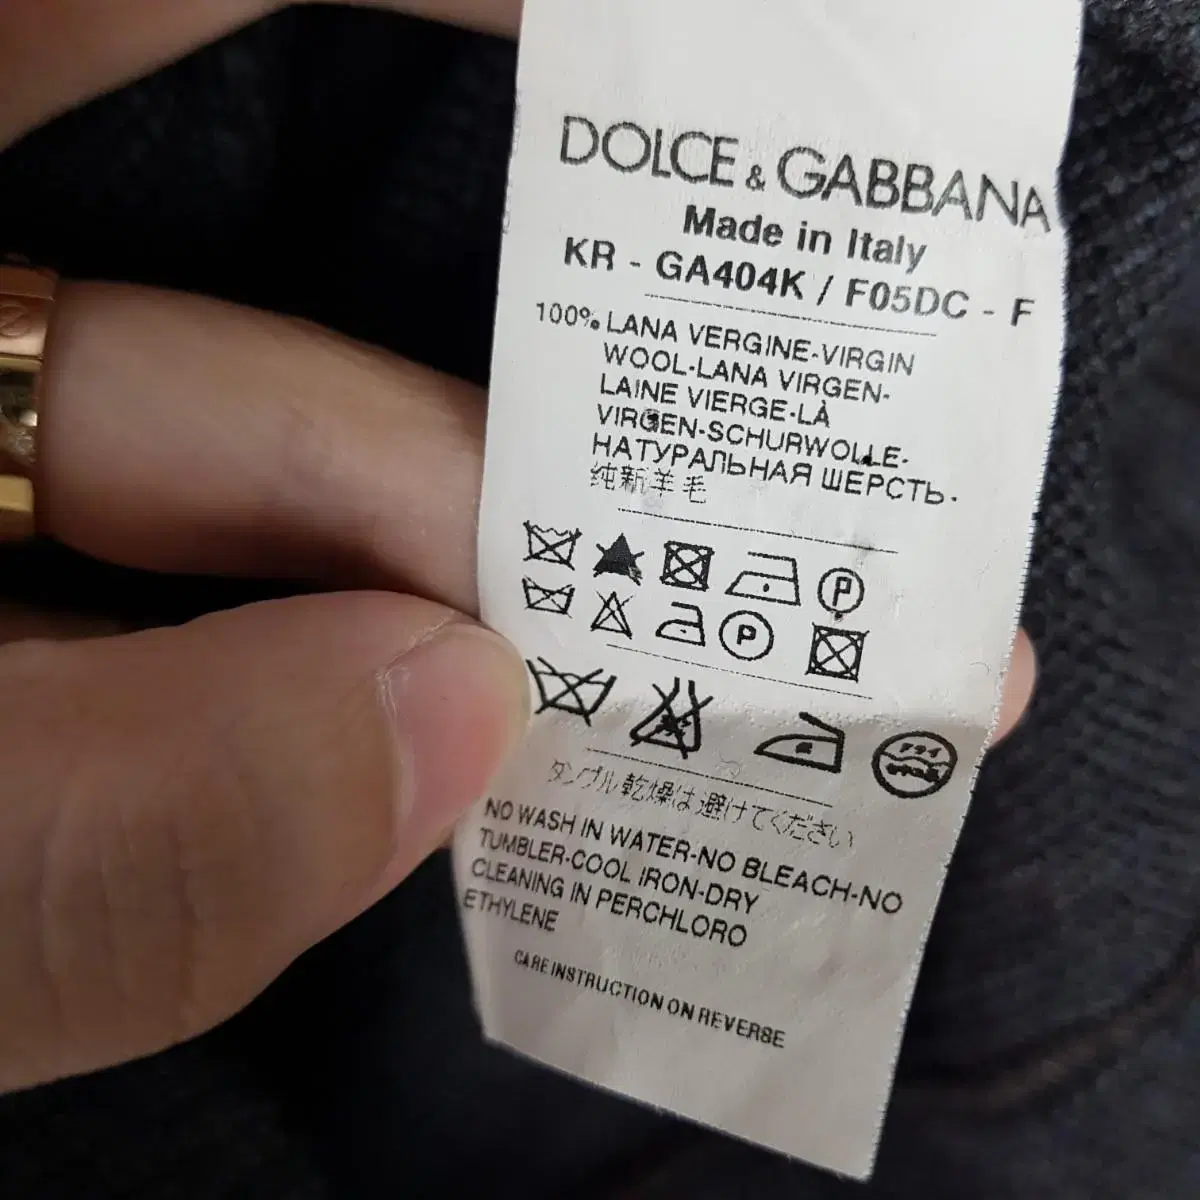 DOLCE & GABBANA
Made in Italy
KR - GA404K / F05DC - F
100% LANA VERGINE-VIRGIN
WOOL-LANA VIRGEN-
LAINE VIERGE-LÀ
VIRGEN-SCHURWOLLE-
НАТУРАЛЬНАЯ ШЕРСТЬ-
纯新羊毛
P
P
ドライ
タンブル乾燥は避けてください
NO WASH IN WATER-NO BLEACH-NO
TUMBLER-COOL IRON-DRY
CLEANING IN PERCHLORO
ETHYLENE
CARE INSTRUCTION ON REVERSE